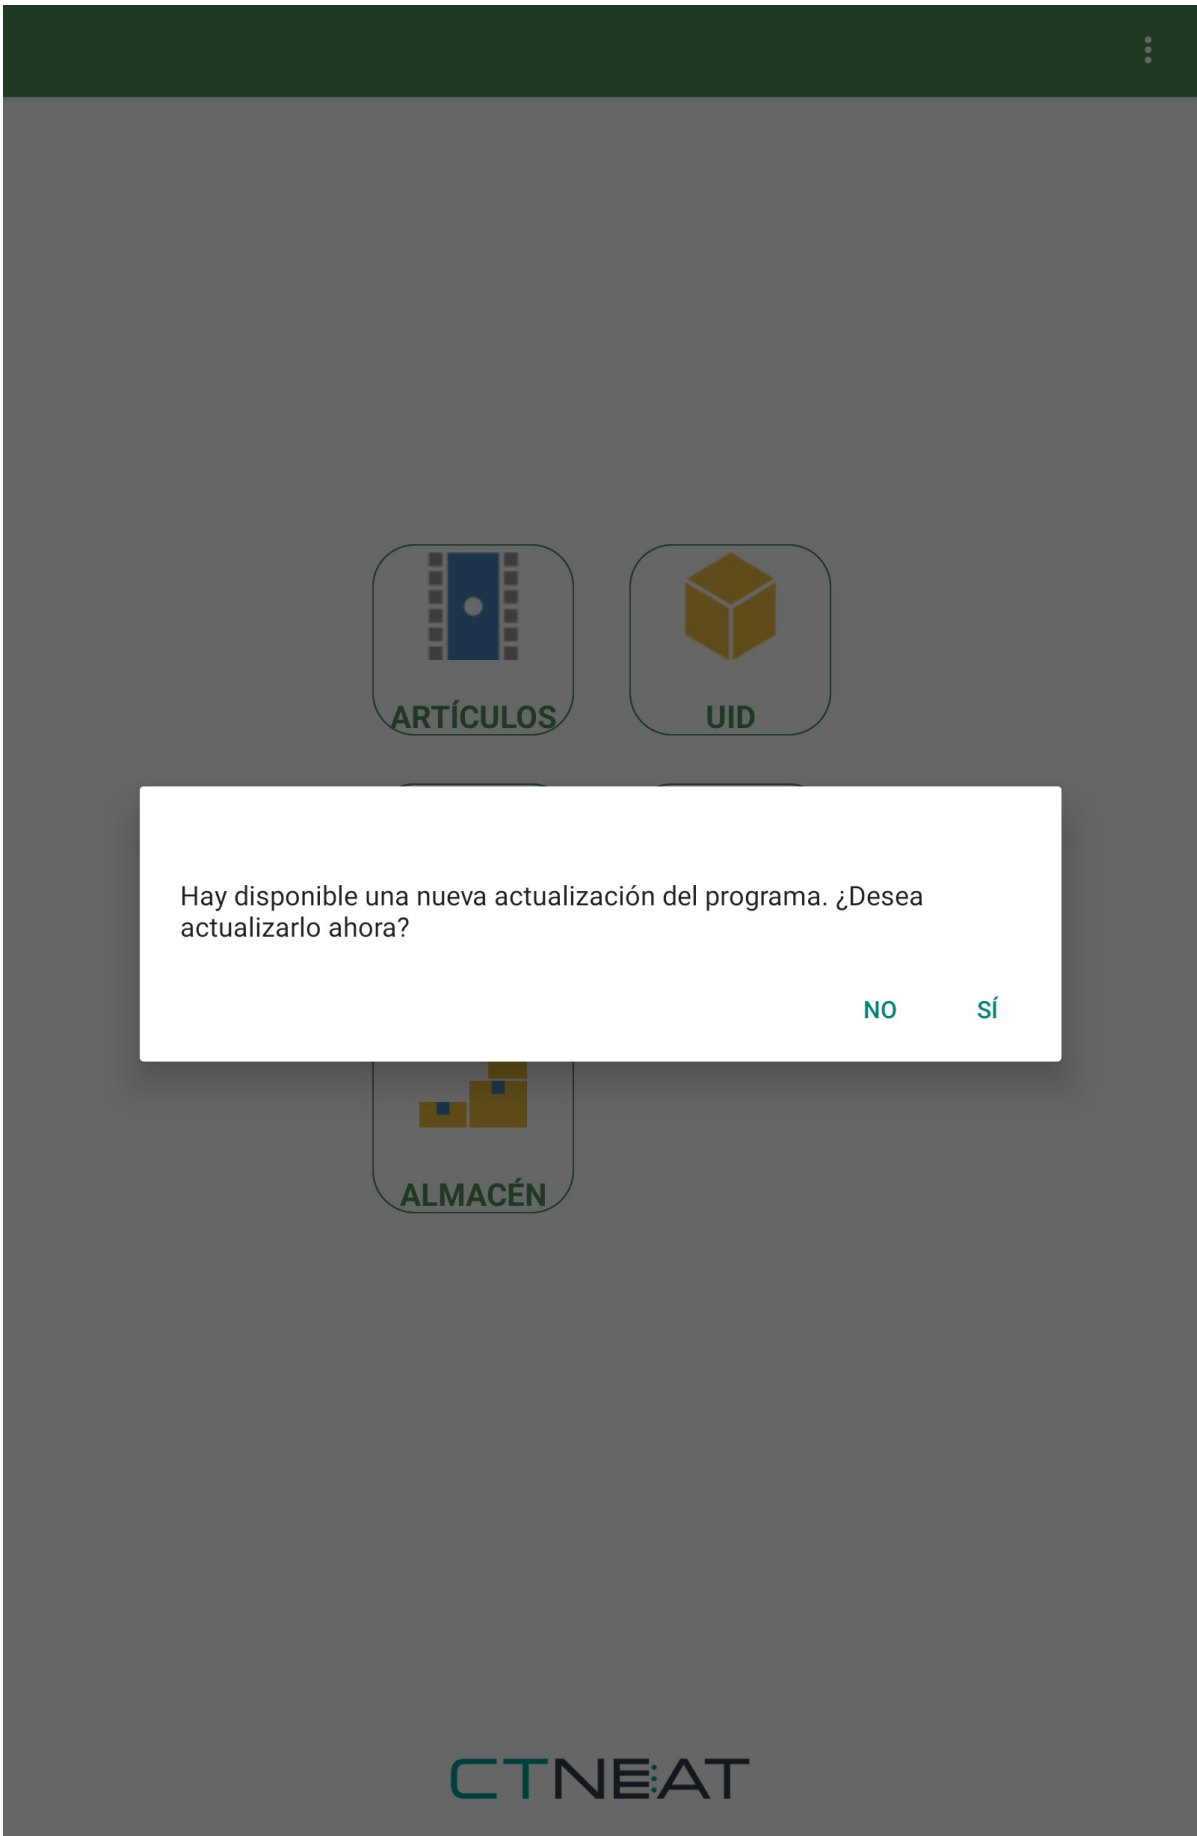 ARTÍCULOS
UID
Hay disponible una nueva actualización del programa. ¿Desea
actualizarlo ahora?
NO
SÍ
ALMACÉN
CTNEAT